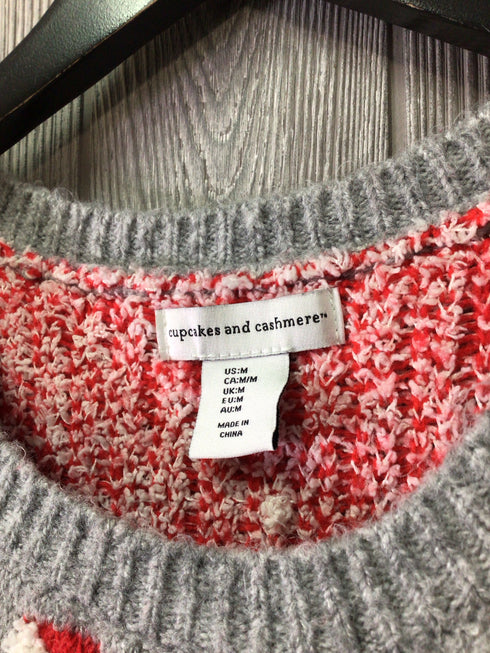 cupcakes and cashmere™
US:M
CA:M/M
UK:M
EU:M
AU:M
MADE IN
CHINA